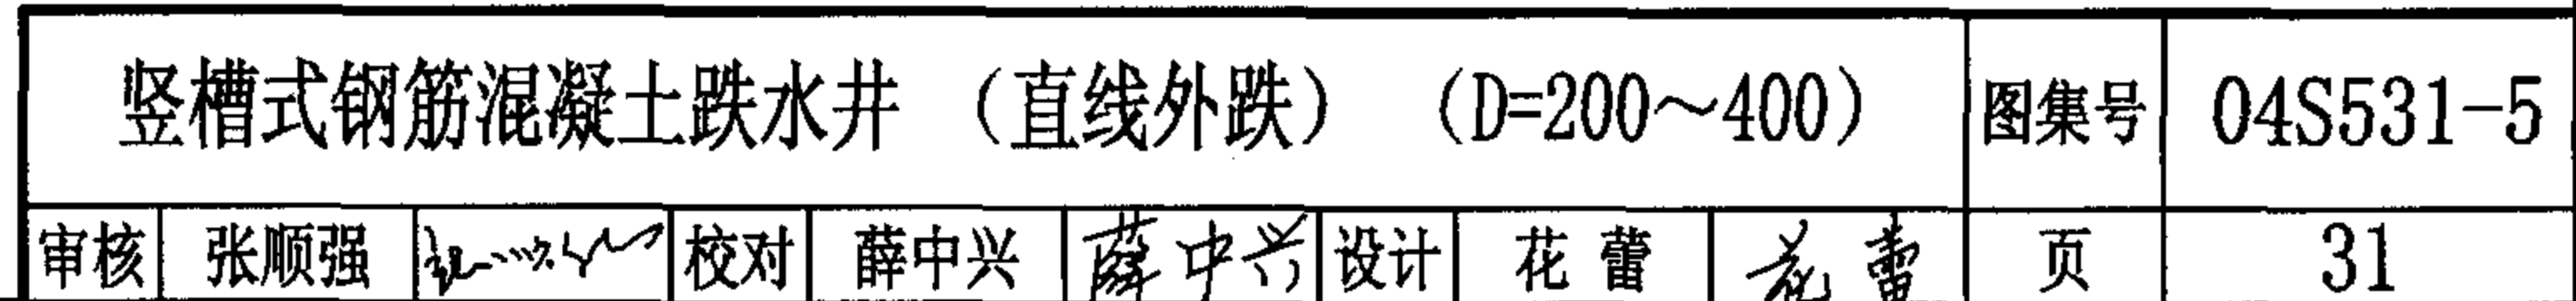 竖槽式钢筋混凝土跌水井（直线外跌）（D=200～400） 图集号 04S531-5
审核 张顺强 校对 薛中兴 薛中兴 设计 花蕾 花蕾 页 31